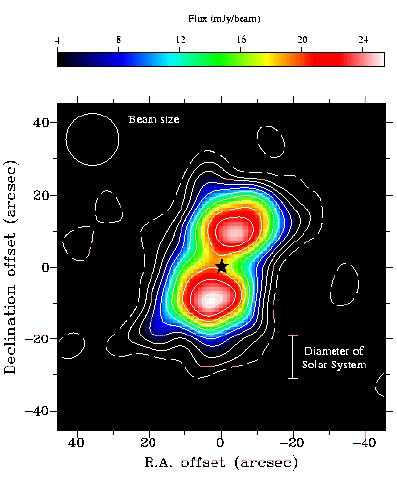 Flux (mJy/beam)
4 8 12 16 20 24
Beam size
40
20
0
−20
−40
Declination offset (arcsec)
Diameter of
Solar System
40 20 0 −20 −40
R.A. offset (arcsec)